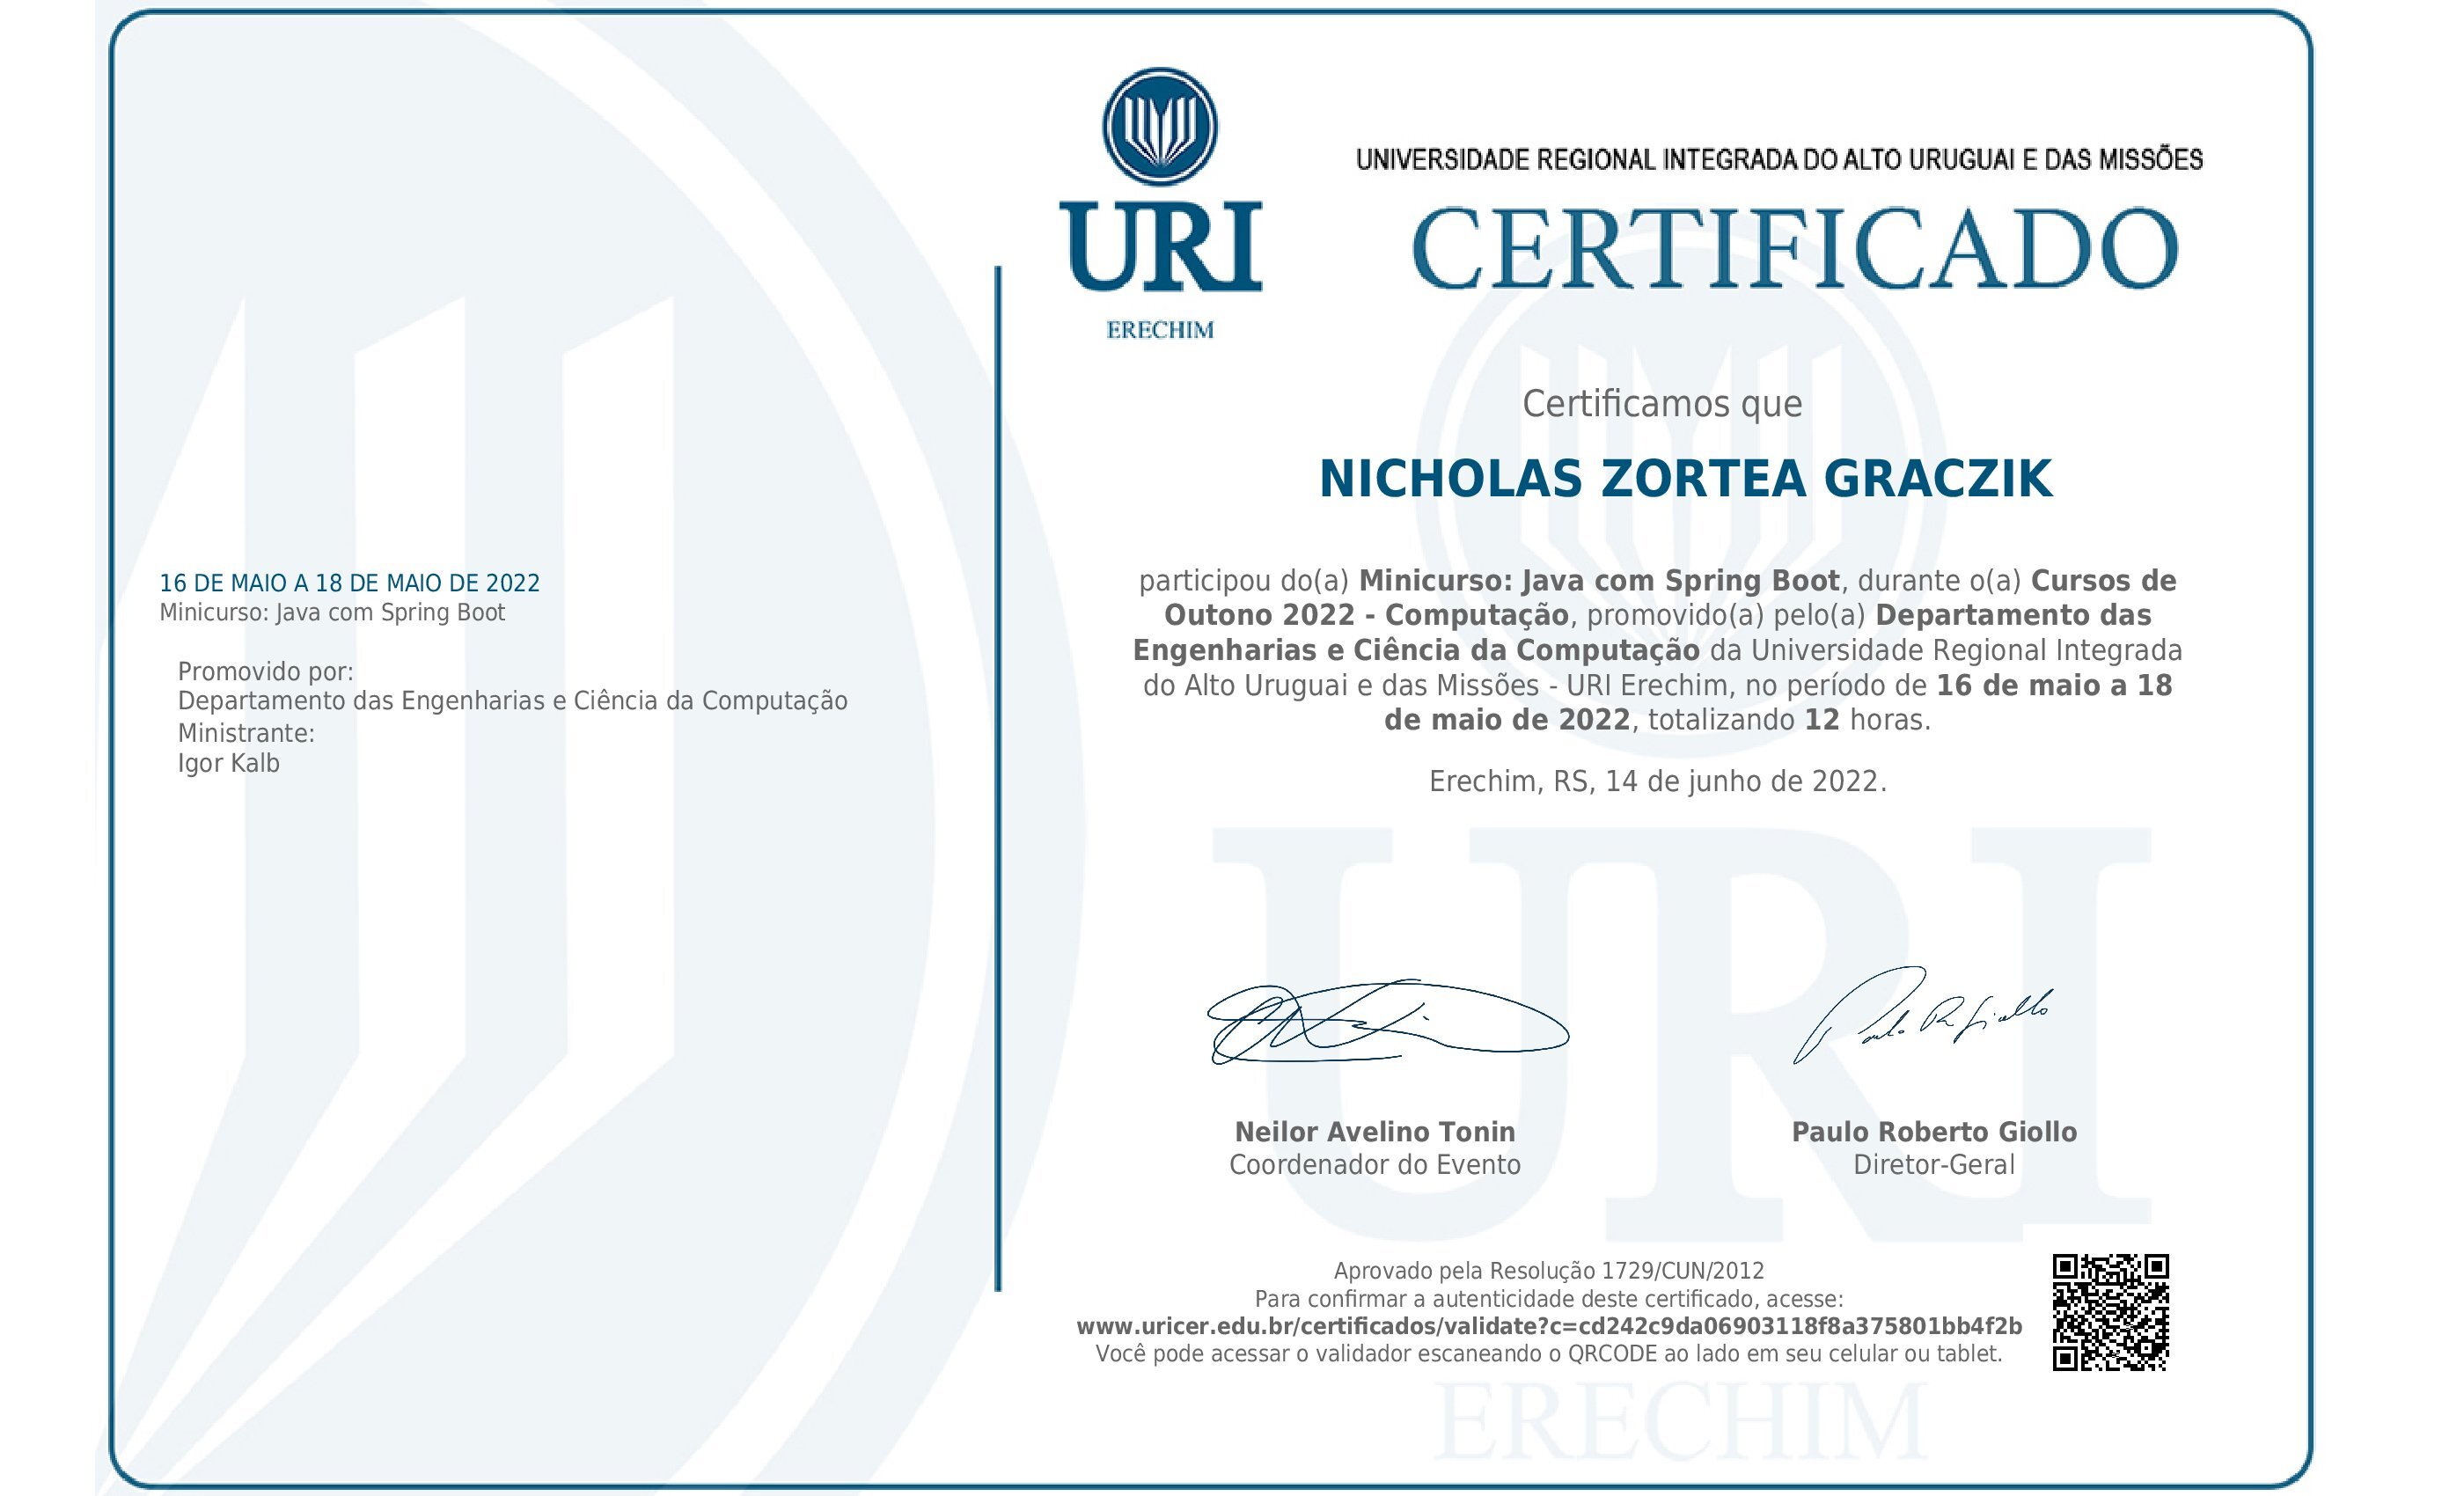 URI
ERECHIM
UNIVERSIDADE REGIONAL INTEGRADA DO ALTO URUGUAI E DAS MISSÕES
CERTIFICADO
Certificamos que
NICHOLAS ZORTEA GRACZIK
16 DE MAIO A 18 DE MAIO DE 2022
Minicurso: Java com Spring Boot
Promovido por:
Departamento das Engenharias e Ciência da Computação
Ministrante:
Igor Kalb
participou do(a) Minicurso: Java com Spring Boot, durante o(a) Cursos de
Outono 2022 - Computação, promovido(a) pelo(a) Departamento das
Engenharias e Ciência da Computação da Universidade Regional Integrada
do Alto Uruguai e das Missões - URI Erechim, no período de 16 de maio a 18
de maio de 2022, totalizando 12 horas.
Erechim, RS, 14 de junho de 2022.
URI
Neilor Avelino Tonin
Coordenador do Evento
Paulo Roberto Giollo
Diretor-Geral
Aprovado pela Resolução 1729/CUN/2012
Para confirmar a autenticidade deste certificado, acesse:
www.uricer.edu.br/certificados/validate?c=cd242c9da06903118f8a375801bb4f2b
Você pode acessar o validador escaneando o QRCODE ao lado em seu celular ou tablet.
ERECHIM